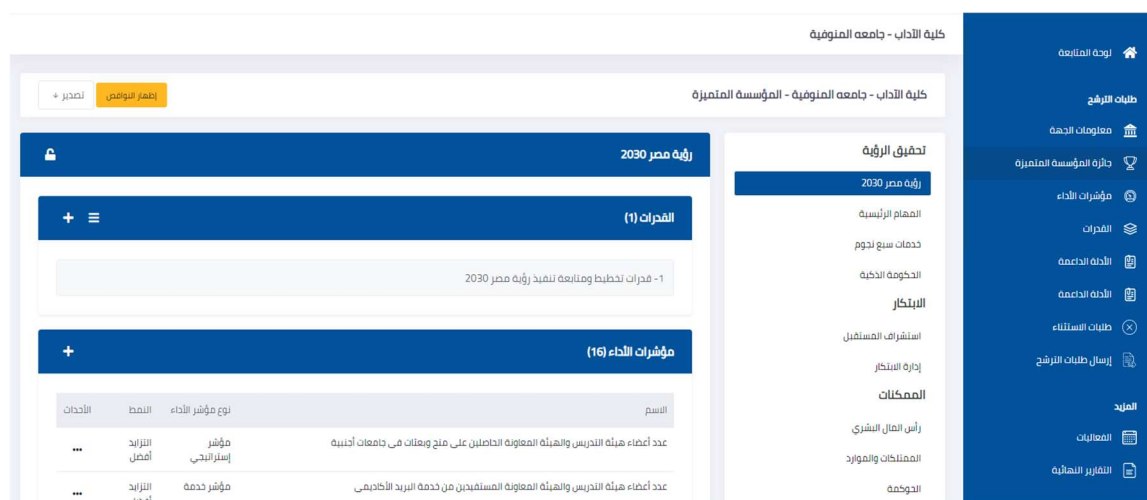 كلية الآداب - جامعه المنوفية
لوحة المتابعة
طلبات الترشح
معلومات الجهة
جائزة المؤسسة المتميزة
مؤشرات الأداء
القدرات
الأدلة الداعمة
الأدلة الداعمة
طلبات الاستثناء
إرسال طلبات الترشح
المزيد
الفعاليات
التقارير النهائية
كلية الآداب - جامعه المنوفية - المؤسسة المتميزة
إظهار النواقص
تصدير
تحقيق الرؤية
رؤية مصر 2030
المهام الرئيسية
خدمات سبع نجوم
الحكومة الذكية
الابتكار
استشراف المستقبل
إدارة الابتكار
الممكنات
رأس المال البشري
الممتلكات والموارد
الحوكمة
رؤية مصر 2030
القدرات (1)
1- قدرات تخطيط ومتابعة تنفيذ رؤية مصر 2030
مؤشرات الأداء (16)
الاسم نوع مؤشر الأداء النمط الأحداث
عدد أعضاء هيئة التدريس والهيئة المعاونة الحاصلين على منح وبعثات في جامعات أجنبية مؤشر إستراتيجي التزايد أفضل
عدد أعضاء هيئة التدريس والهيئة المعاونة المستفيدين من خدمة البريد الأكاديمي مؤشر خدمة التزايد